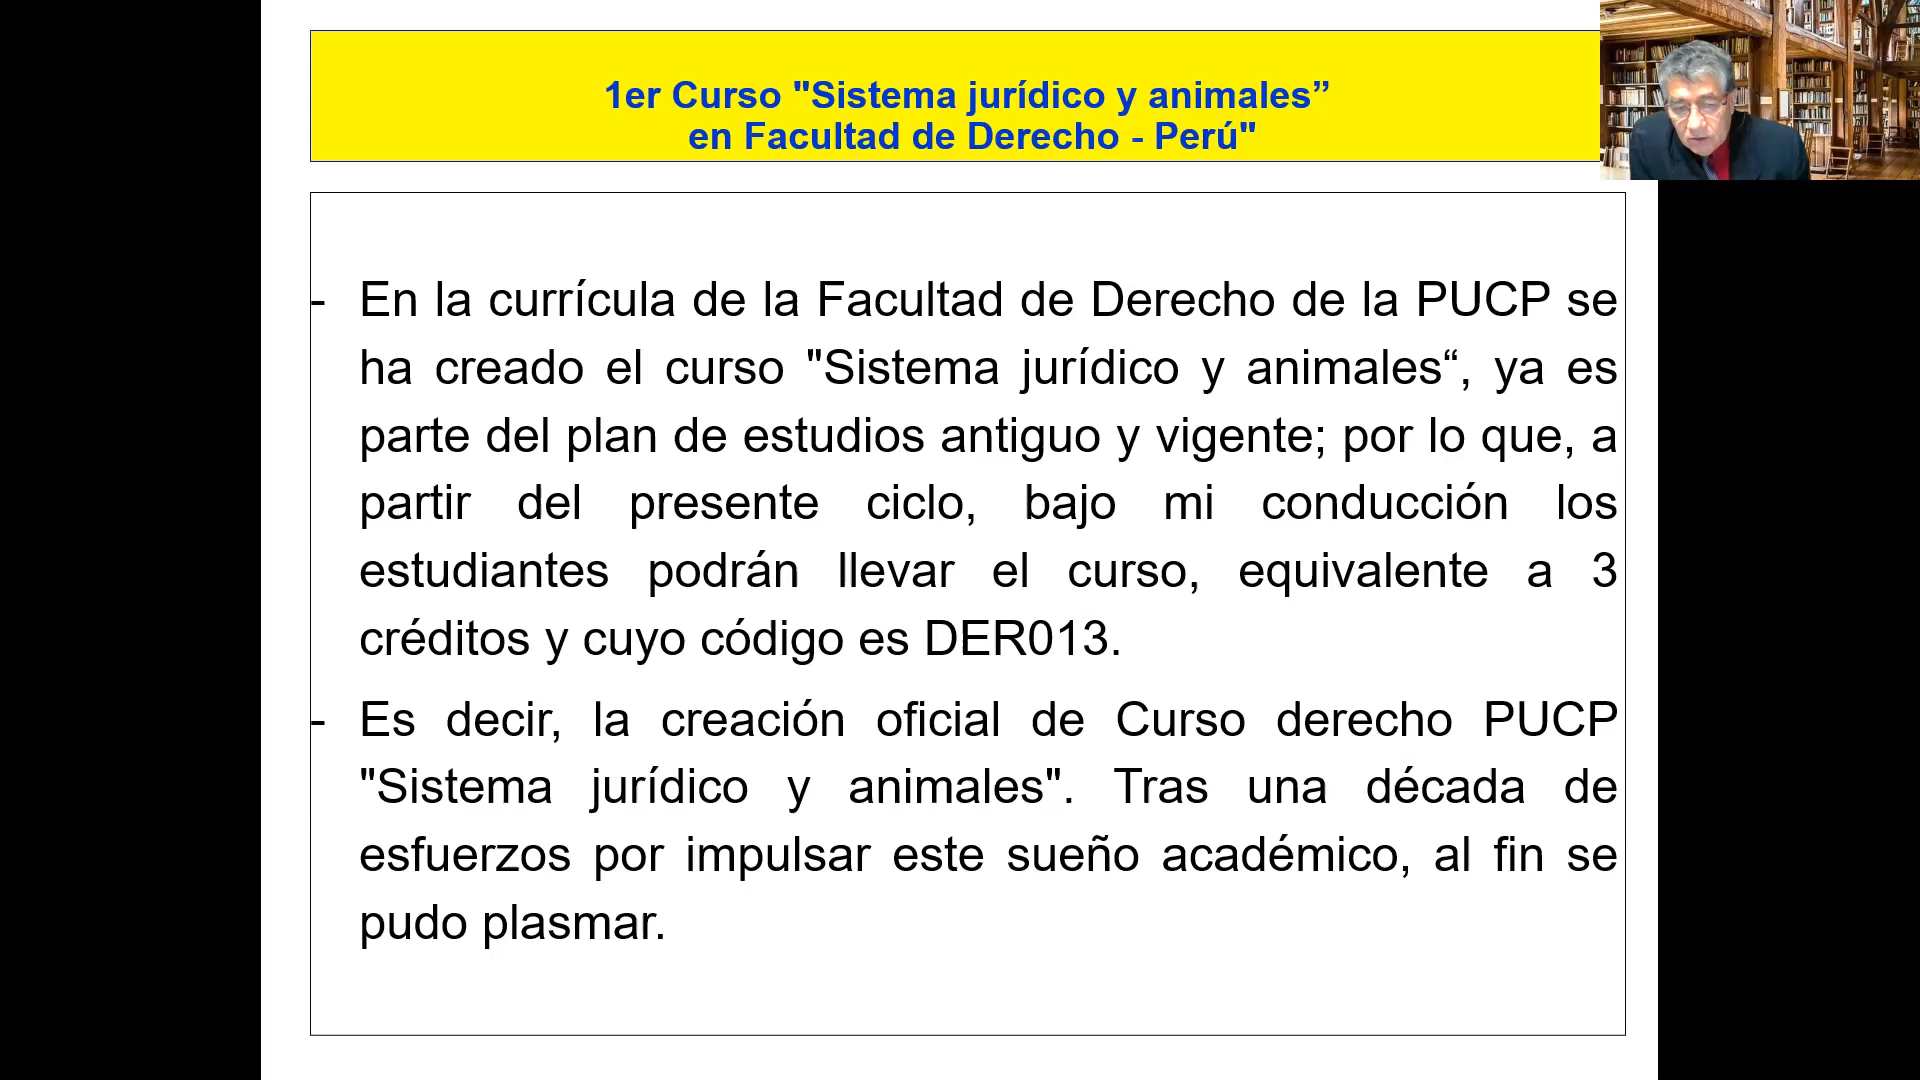 1er Curso "Sistema jurídico y animales”
en Facultad de Derecho - Perú"
- En la currícula de la Facultad de Derecho de la PUCP se
ha creado el curso "Sistema jurídico y animales“, ya es
parte del plan de estudios antiguo y vigente; por lo que, a
partir del presente ciclo, bajo mi conducción los
estudiantes podrán llevar el curso, equivalente a 3
créditos y cuyo código es DER013.
- Es decir, la creación oficial de Curso derecho PUCP
"Sistema jurídico y animales". Tras una década de
esfuerzos por impulsar este sueño académico, al fin se
pudo plasmar.